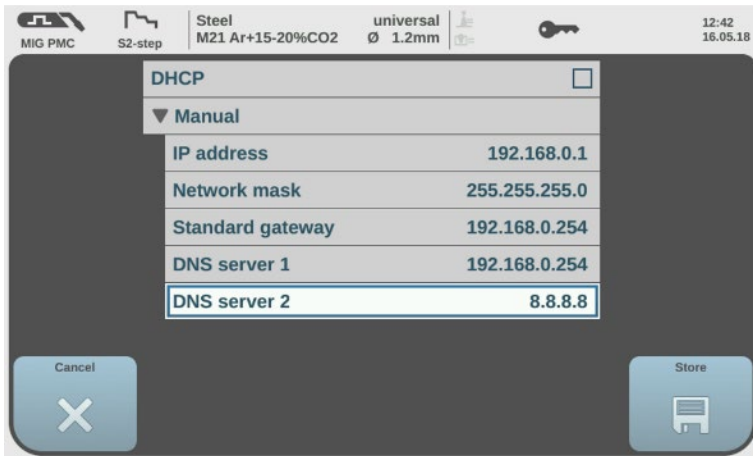 MIG PMC
S2-step
Steel universal
M21 Ar+15-20%CO2 Ø 1.2mm
12:42
16.05.18
DHCP
Manual
IP address 192.168.0.1
Network mask 255.255.255.0
Standard gateway 192.168.0.254
DNS server 1 192.168.0.254
DNS server 2 8.8.8.8
Cancel
Store